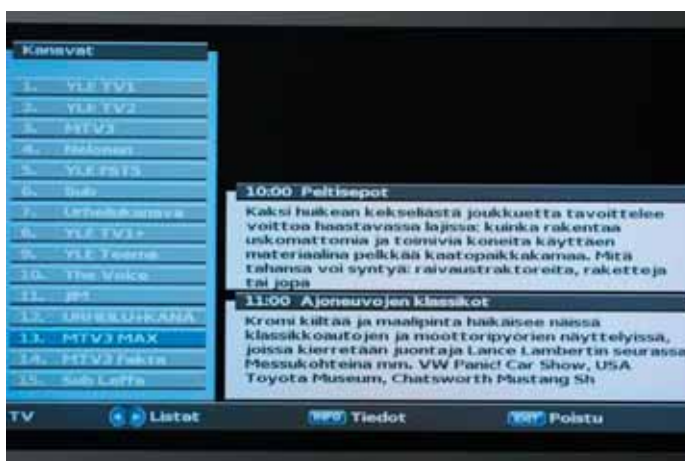 Kanavat
1. YLE TV1
2. YLE TV2
3. MTV3
4. Nelonen
5. YLE FST5
6. Sub
7. Urheilukanava
8. YLE TV1+
9. YLE Teema
10. The Voice
11. JIM
12. URHEILU+KANA
13. MTV3 MAX
14. MTV3 Fakta
15. Sub Leffa
10:00 Peltisepot
Kaksi huikean kekseliästä joukkuetta tavoittelee
voittoa haastavassa lajissa: kuinka rakentaa
uskomattomia ja toimivia koneita käyttäen
materiaalina pelkkää kaatopaikkakamaa. Mitä
tahansa voi syntyä: raivaustraktoreita, raketteja
tai jopa
11:00 Ajoneuvojen klassikot
Kromi kiiltää ja maalipinta häikäisee näissä
klassikkoautojen ja moottoripyörien näyttelyissä,
joissa kierretään juontaja Lance Lambertin seurassa
Messukohteina mm. VW Panic! Car Show, USA
Toyota Museum, Chatsworth Mustang Sh
TV Listat INFO Tiedot EXIT Poistu